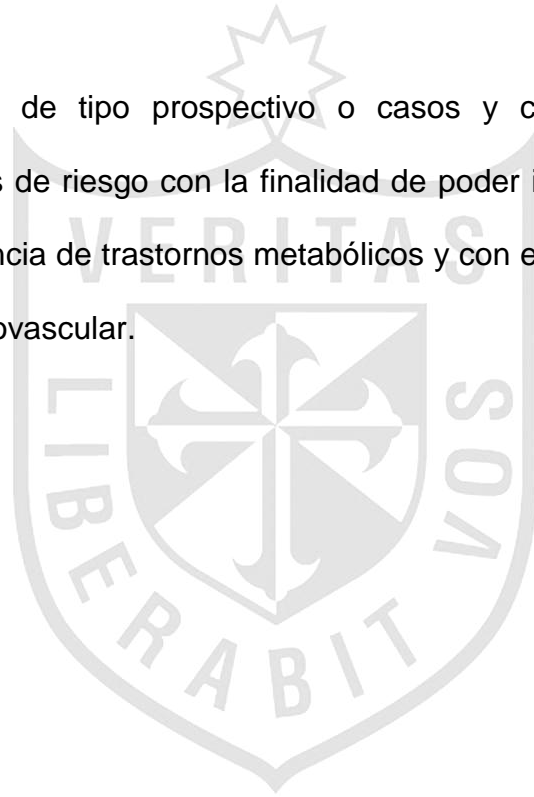 de tipo prospectivo o casos y c
s de riesgo con la finalidad de poder i
ncia de trastornos metabólicos y con e
ovascular.
VERITAS
LIBERABIT VOS